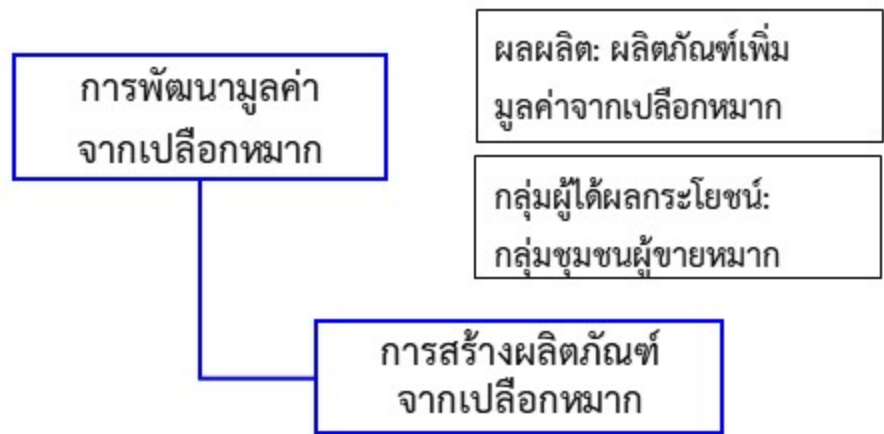 การพัฒนามูลค่า
จากเปลือกหมาก
ผลผลิต: ผลิตภัณฑ์เพิ่ม
มูลค่าจากเปลือกหมาก
กลุ่มผู้ได้ผลกระโยชน์:
กลุ่มชุมชนผู้ขายหมาก
การสร้างผลิตภัณฑ์
จากเปลือกหมาก